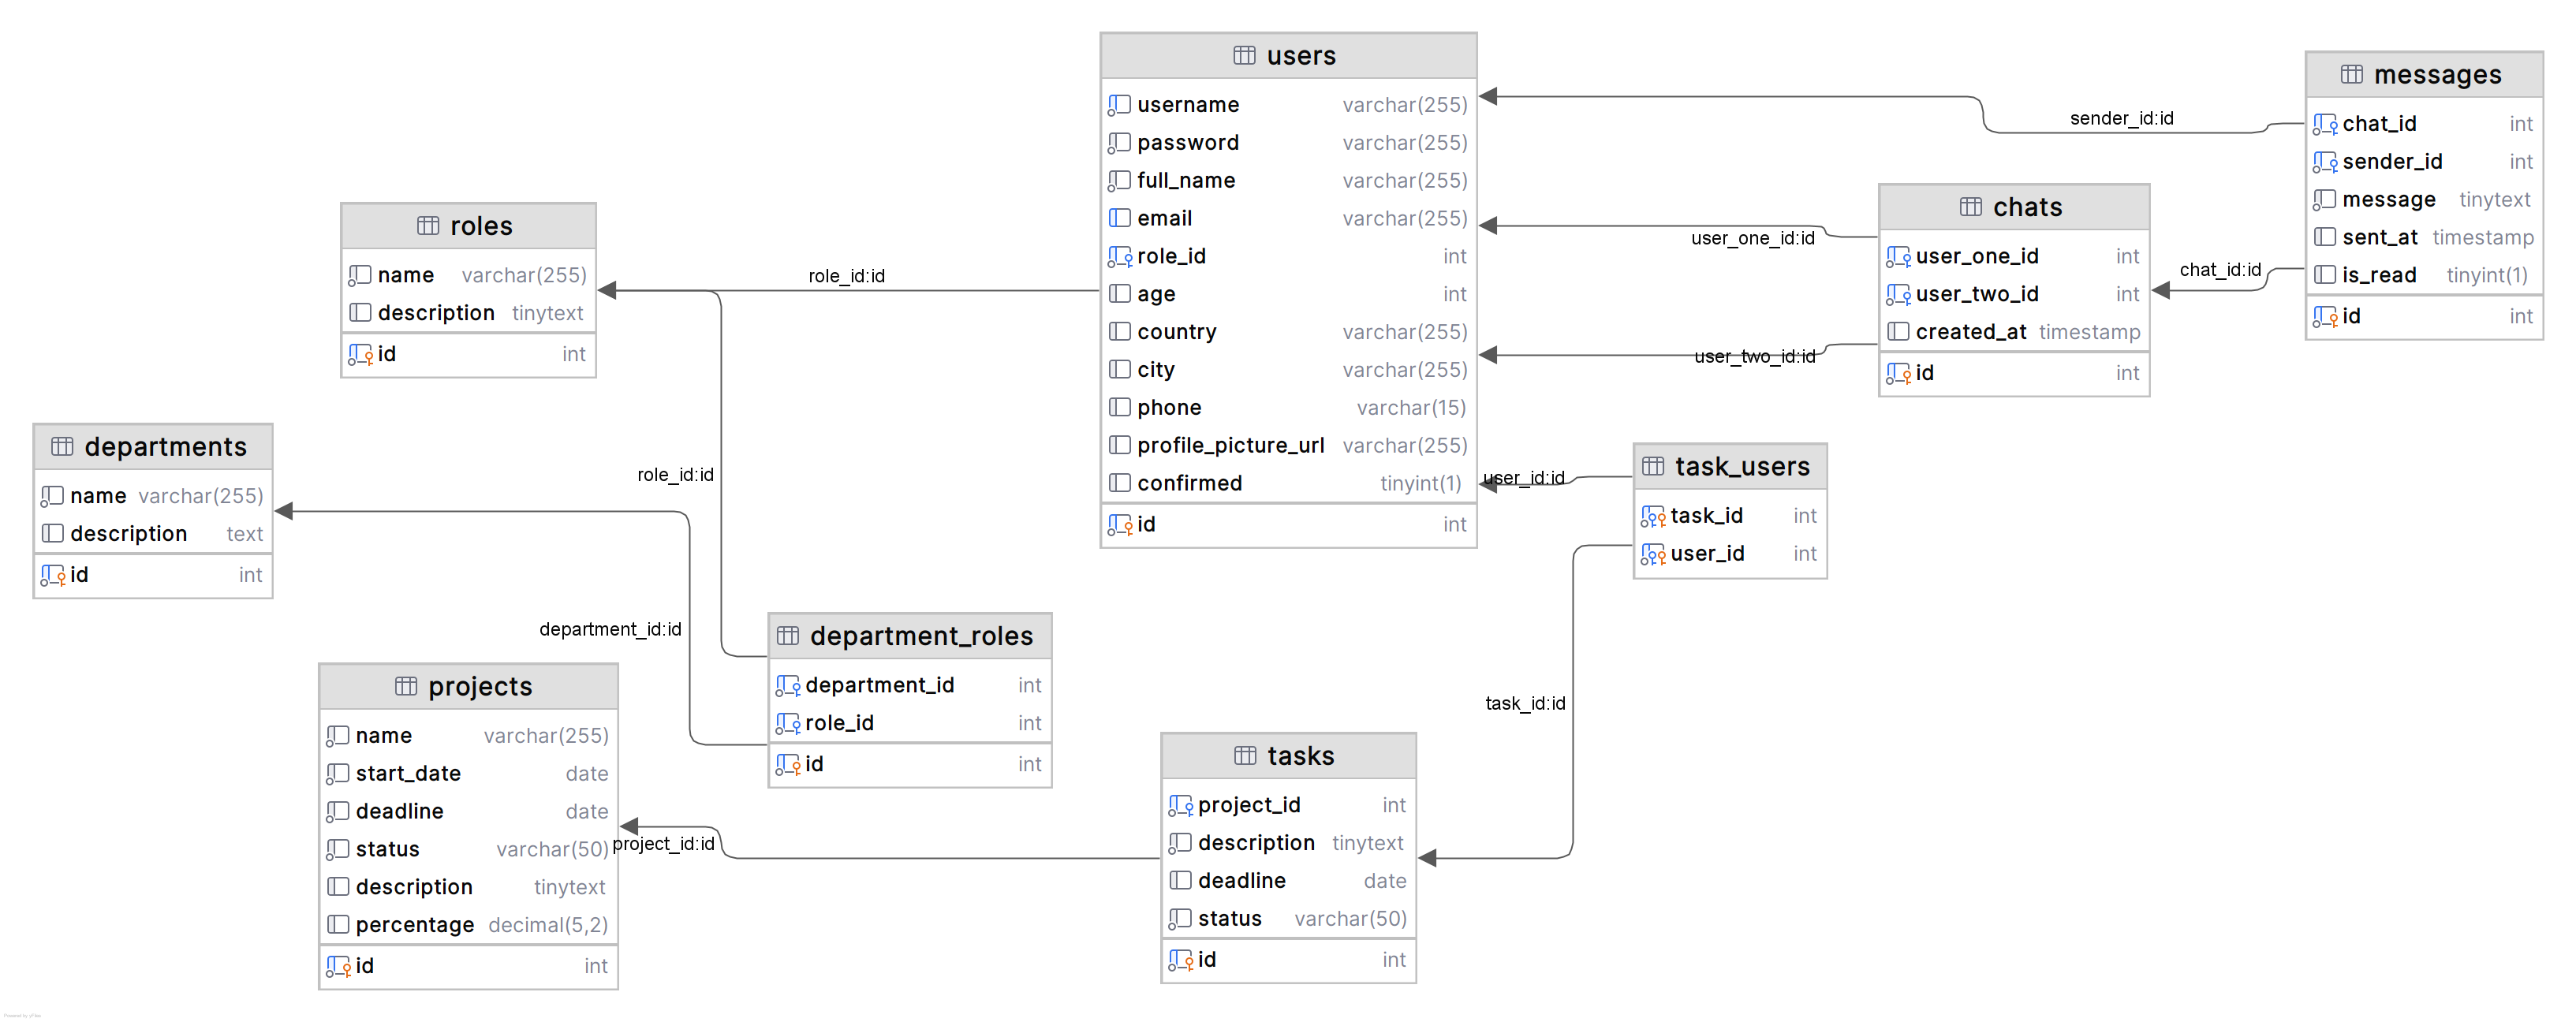 users
username varchar(255)
password varchar(255)
full_name varchar(255)
email varchar(255)
role_id int
age int
country varchar(255)
city varchar(255)
phone varchar(15)
profile_picture_url varchar(255)
confirmed tinyint(1)
id int
messages
chat_id int
sender_id int
message tinytext
sent_at timestamp
is_read tinyint(1)
id int
sender_id:id
chats
user_one_id int
user_two_id int
created_at timestamp
id int
user_one_id:id
user_two_id:id
chat_id:id
roles
name varchar(255)
description tinytext
id int
role_id:id
departments
name varchar(255)
description text
id int
role_id:id
department_id:id
task_users
task_id int
user_id int
user_id:id
task_id:id
department_roles
department_id int
role_id int
id int
projects
name varchar(255)
start_date date
deadline date
status varchar(50)
description tinytext
percentage decimal(5,2)
id int
project_id:id
tasks
project_id int
description tinytext
deadline date
status varchar(50)
id int
Powered by yFiles